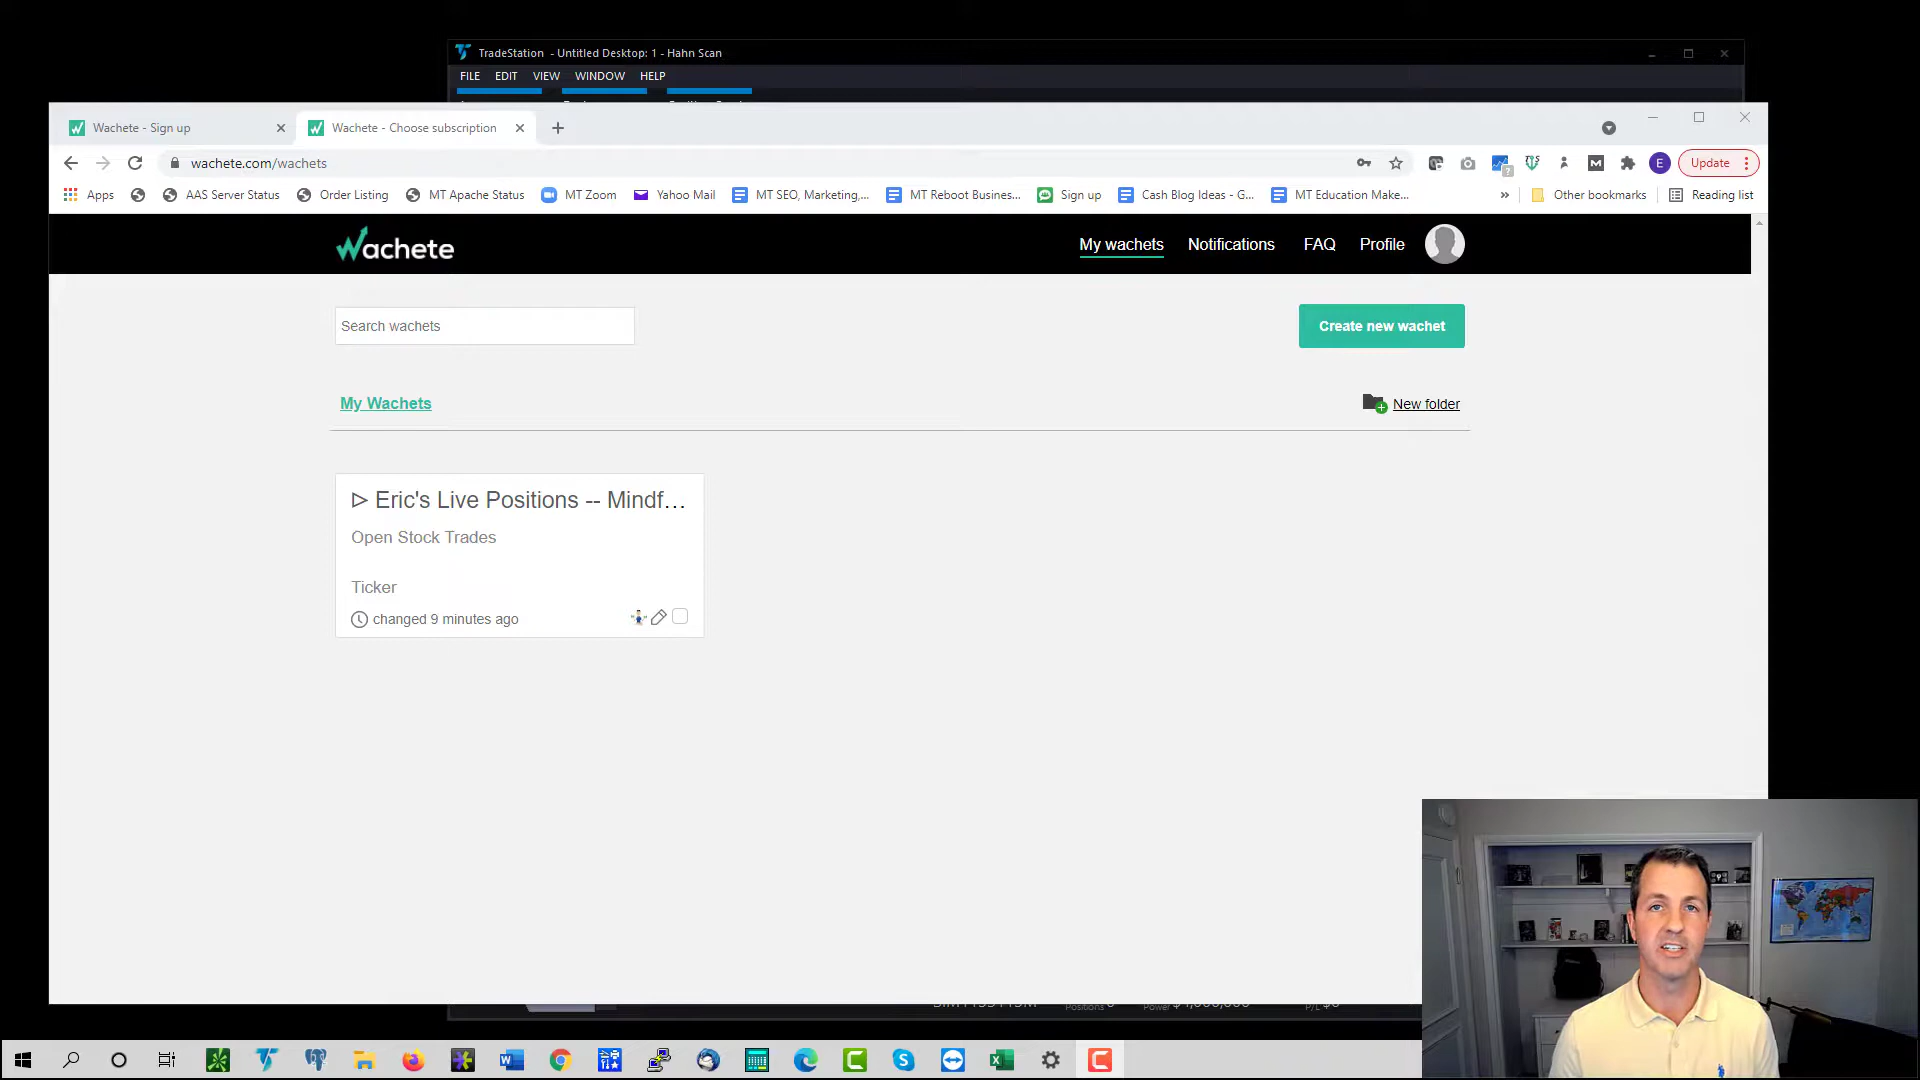 TradeStation - Untitled Desktop: 1 - Hahn Scan
FILE EDIT VIEW WINDOW HELP
Wachete - Sign up
Wachete - Choose subscription
wachete.com/wachets
Update
Apps
AAS Server Status
Order Listing
MT Apache Status
MT Zoom
Yahoo Mail
MT SEO, Marketing,...
MT Reboot Busines...
Sign up
Cash Blog Ideas - G...
MT Education Make...
»
Other bookmarks
Reading list
Wachete
My wachets
Notifications
FAQ
Profile
Search wachets
Create new wachet
My Wachets
New folder
Eric's Live Positions -- Mindf...
Open Stock Trades
Ticker
changed 9 minutes ago